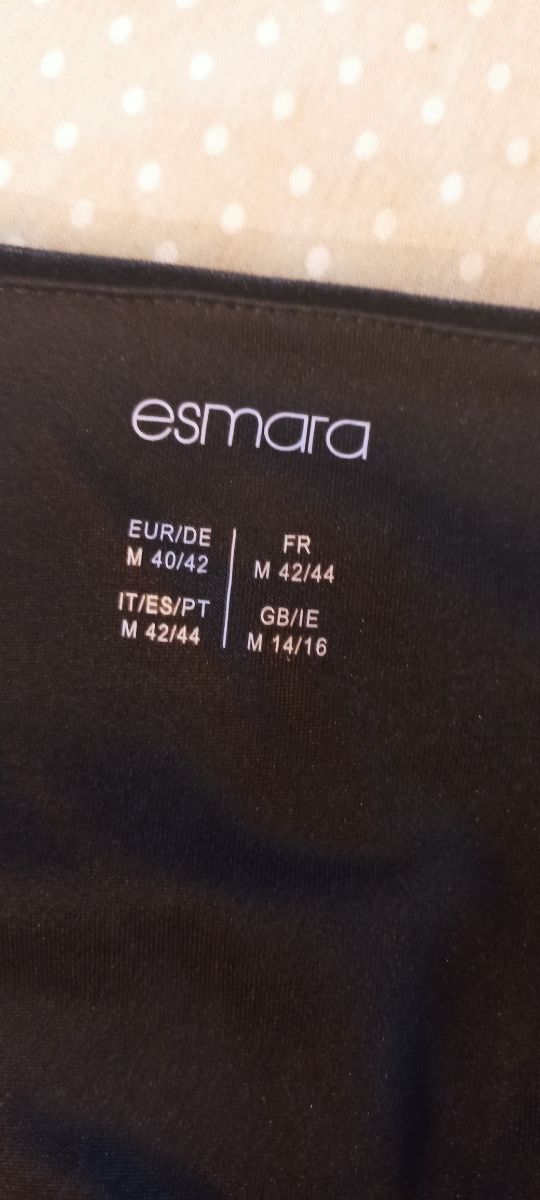 esmara
EUR/DE
M 40/42
IT/ES/PT
M 42/44
FR
M 42/44
GB/IE
M 14/16